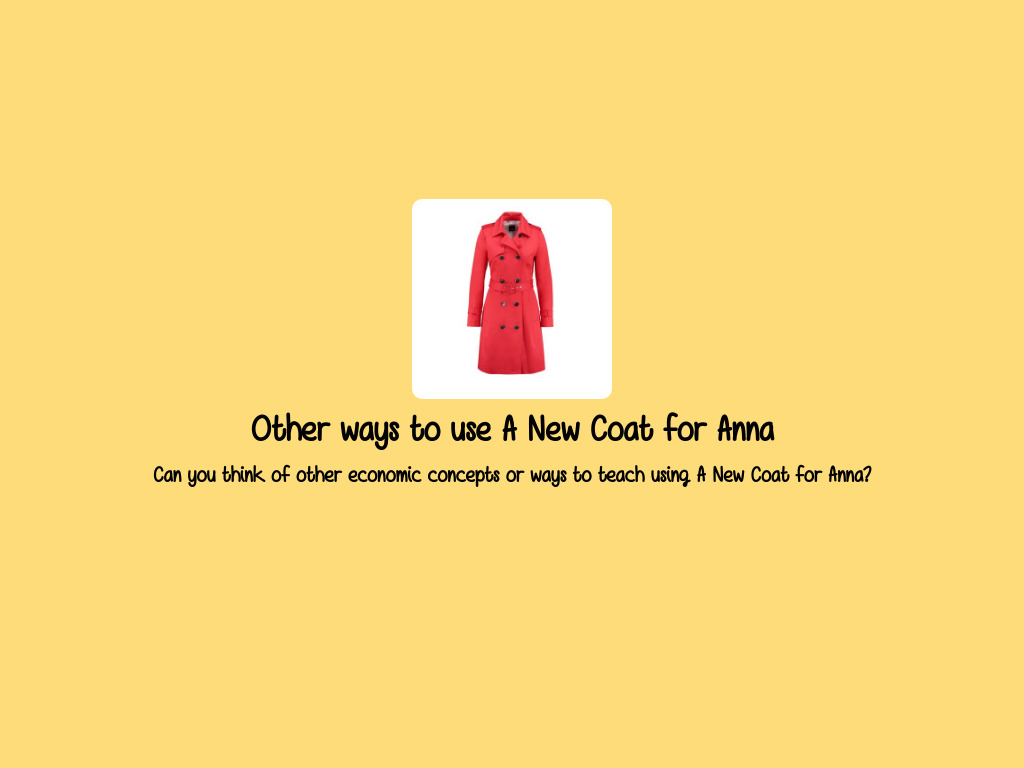 Other ways to use A New Coat for Anna
Can you think of other economic concepts or ways to teach using A New Coat for Anna?